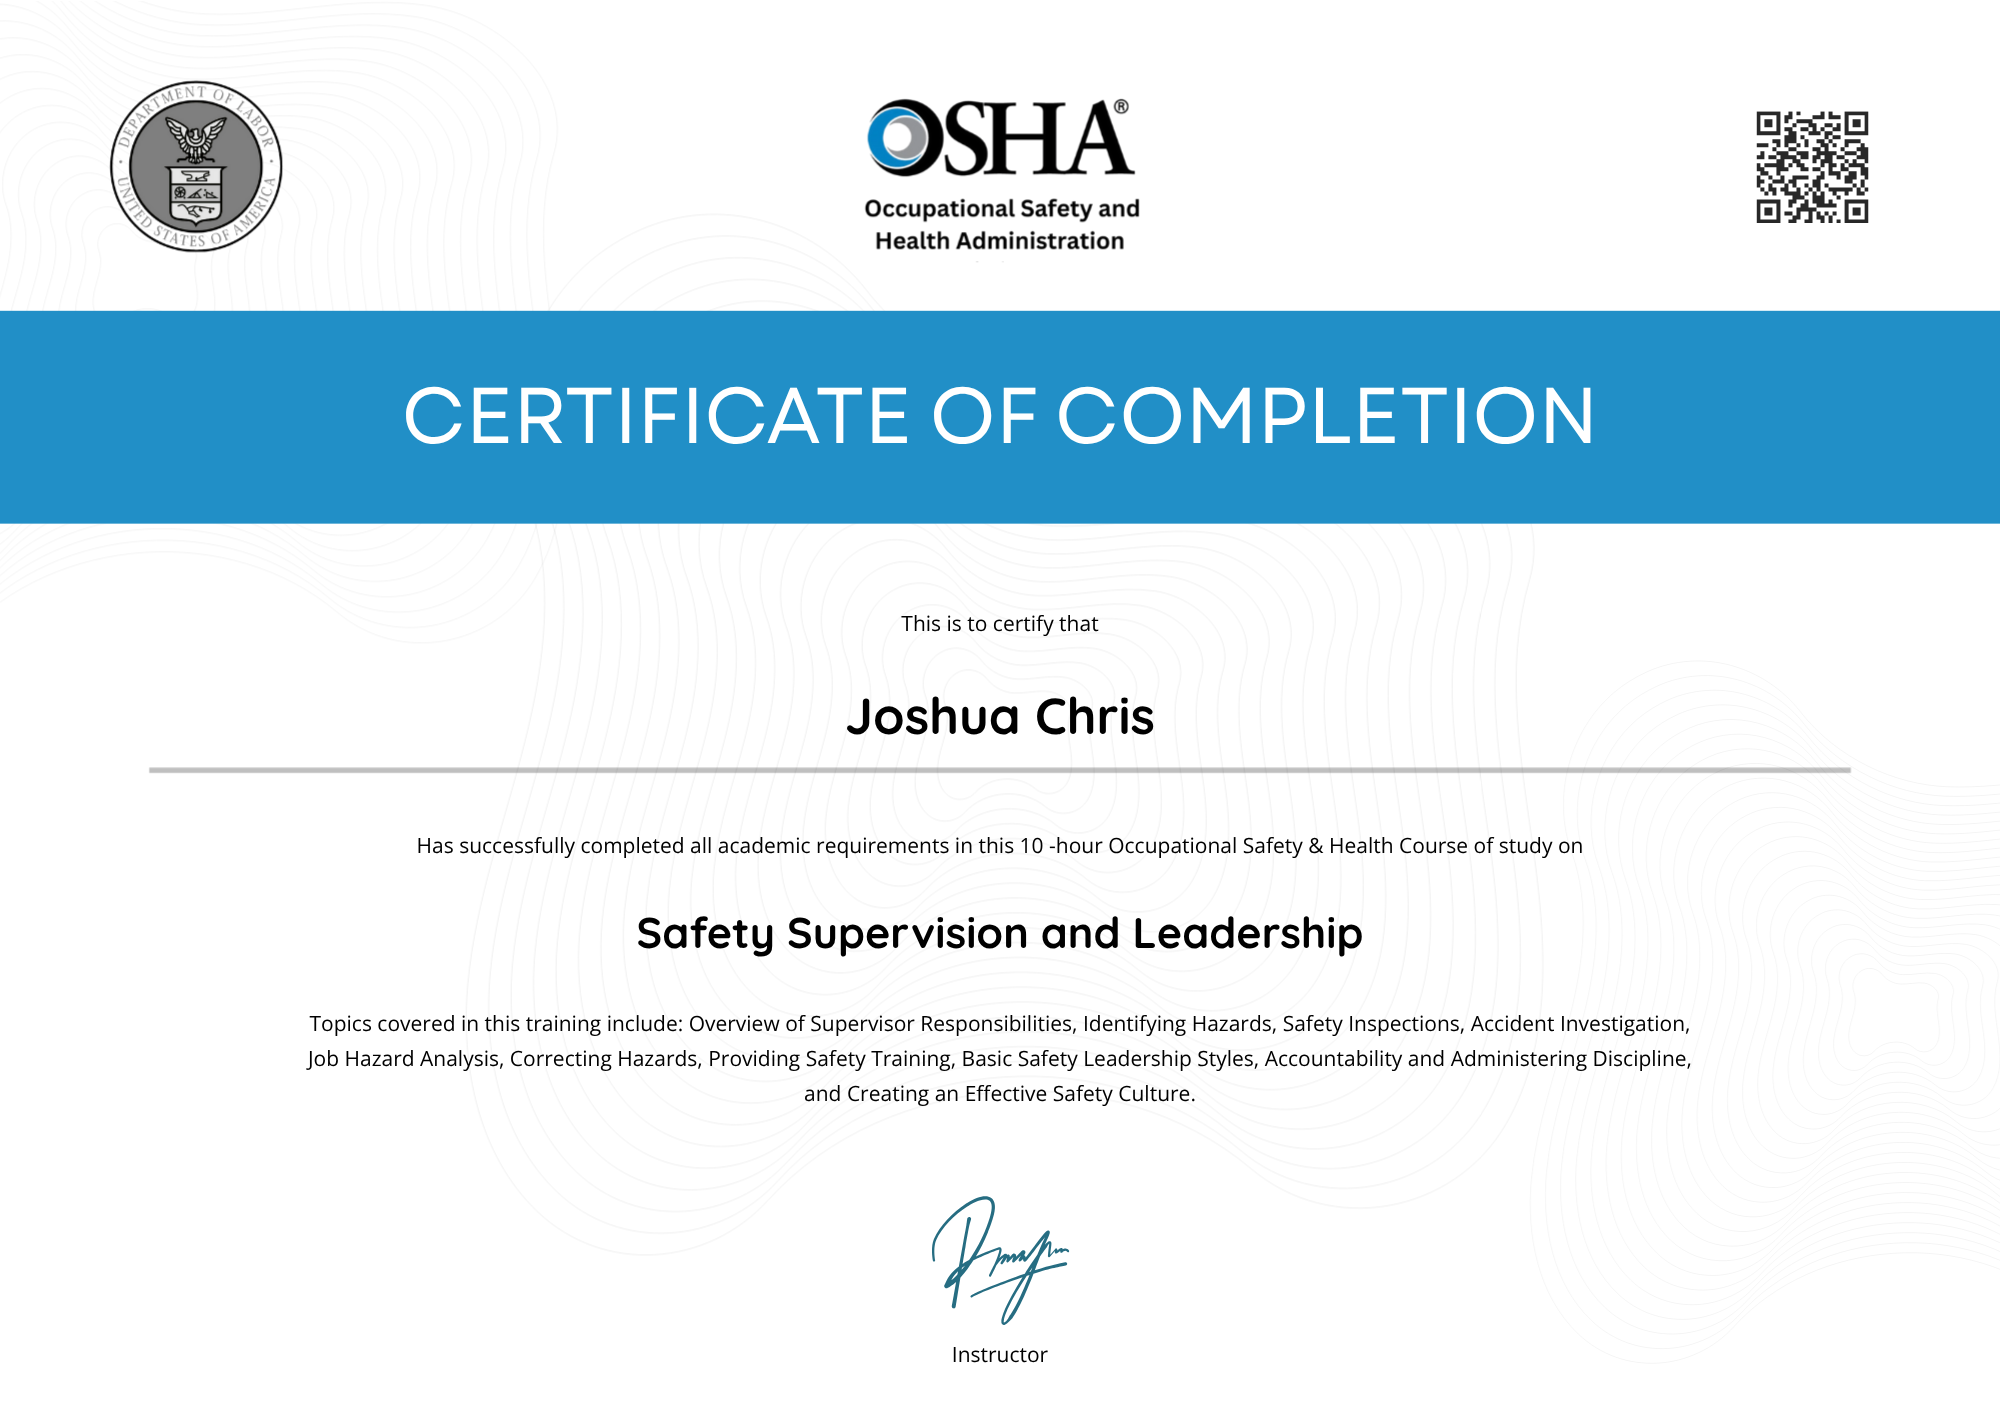 DEPARTMENT OF LABOR
UNITED STATES OF AMERICA
OSHA®
Occupational Safety and
Health Administration
CERTIFICATE OF COMPLETION
This is to certify that
Joshua Chris
Has successfully completed all academic requirements in this 10 -hour Occupational Safety & Health Course of study on
Safety Supervision and Leadership
Topics covered in this training include: Overview of Supervisor Responsibilities, Identifying Hazards, Safety Inspections, Accident Investigation,
Job Hazard Analysis, Correcting Hazards, Providing Safety Training, Basic Safety Leadership Styles, Accountability and Administering Discipline,
and Creating an Effective Safety Culture.
Instructor